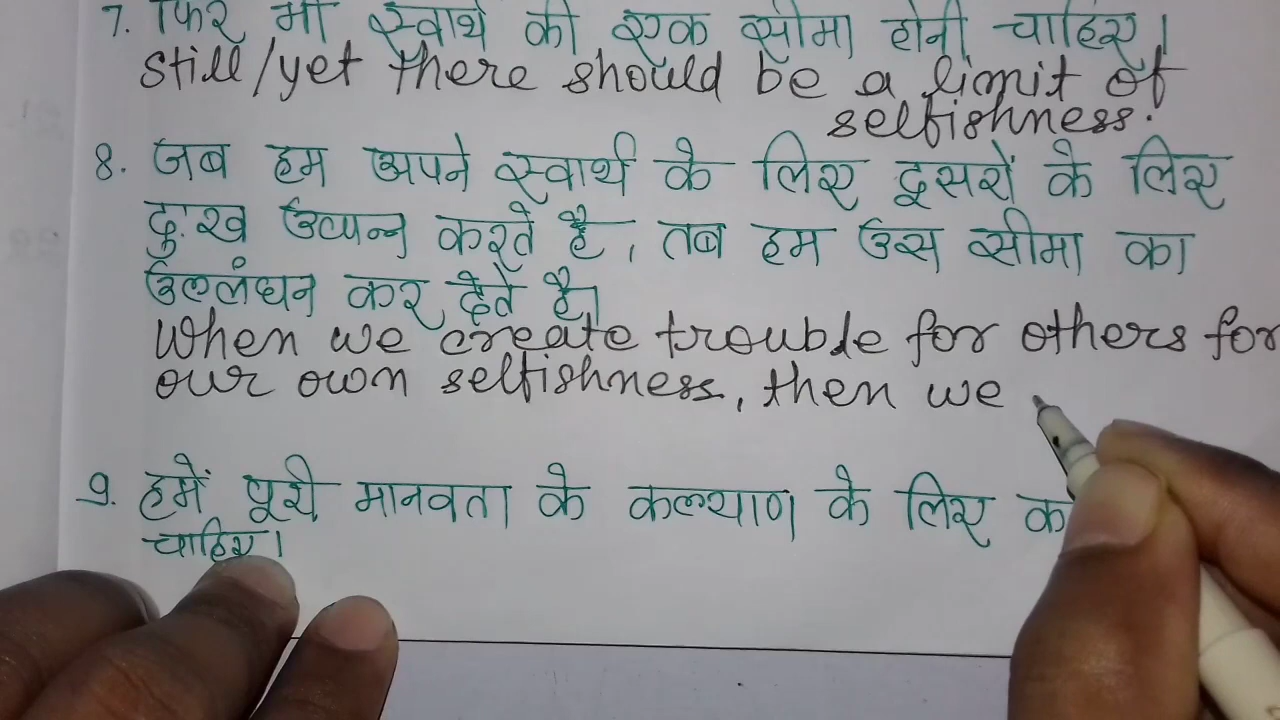 7. फिर भी स्वार्थ की एक सीमा होनी चाहिए।
Still/yet there should be a limit of
selfishness.
8. जब हम अपने स्वार्थ के लिए दूसरों के लिए
दुःख उत्पन्न करते है, तब हम उस सीमा का
उल्लंघन कर देते है।
When we create trouble for others for
our own selfishness, then we
9. हमें पूरी मानवता के कल्याण के लिए
चाहिए।